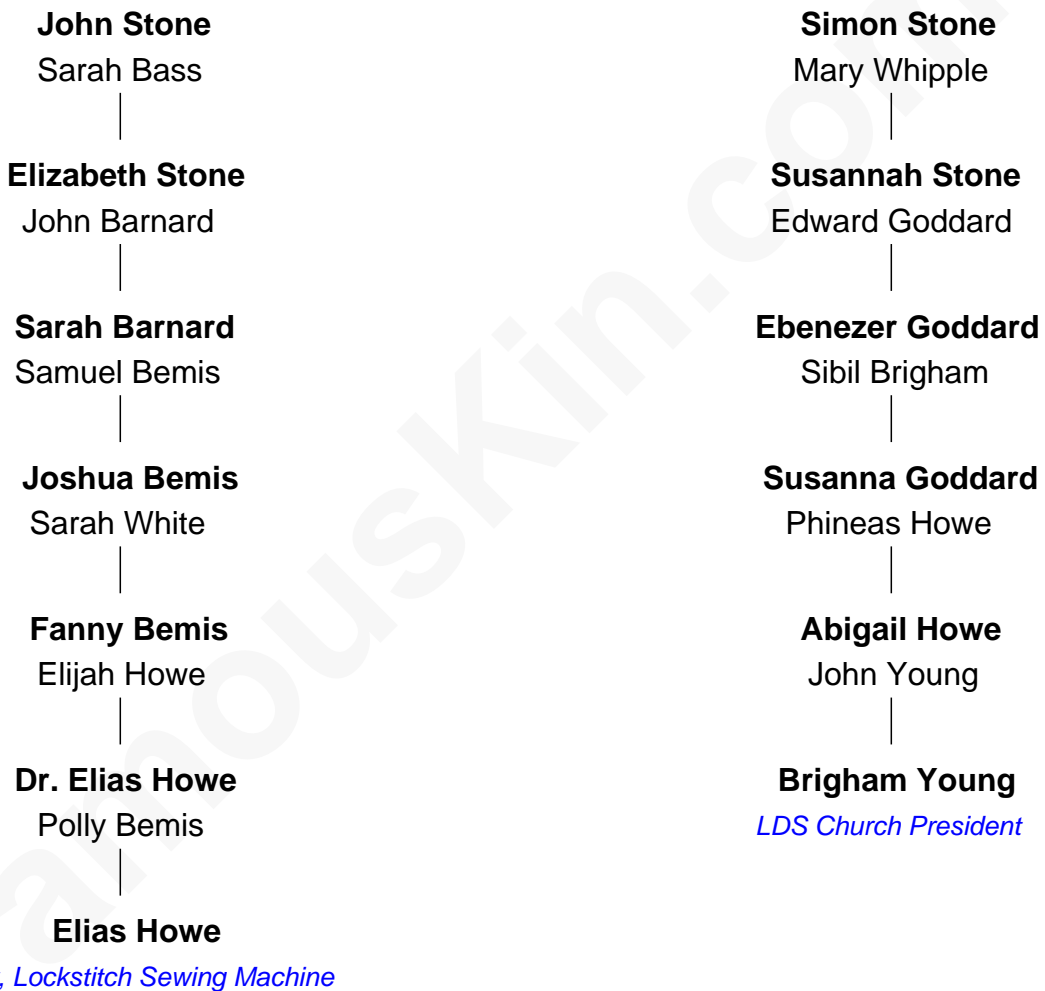 John Stone
Sarah Bass
Elizabeth Stone
John Barnard
Sarah Barnard
Samuel Bemis
Joshua Bemis
Sarah White
Fanny Bemis
Elijah Howe
Dr. Elias Howe
Polly Bemis
Elias Howe
, Lockstitch Sewing Machine
Simon Stone
Mary Whipple
Susannah Stone
Edward Goddard
Ebenezer Goddard
Sibil Brigham
Susanna Goddard
Phineas Howe
Abigail Howe
John Young
Brigham Young
LDS Church President
amouskin.com